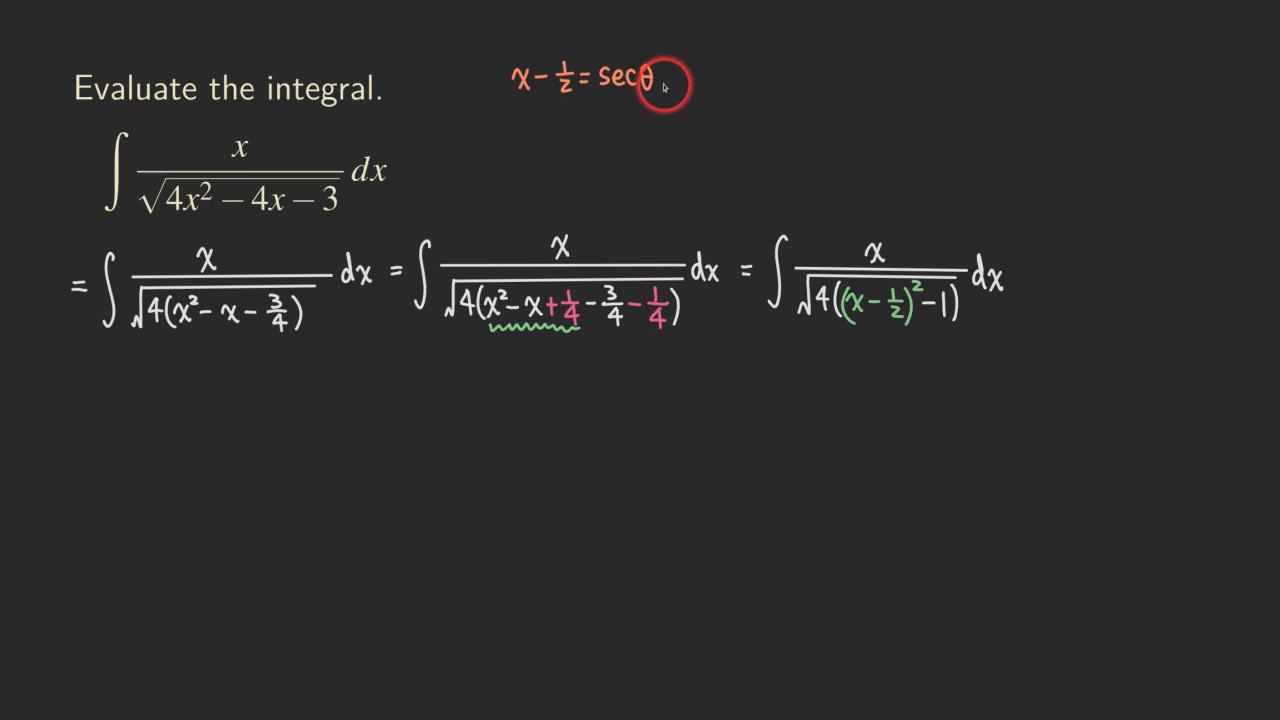 x - 1/2 = sec θ
Evaluate the integral.
∫ x / √(4x² − 4x − 3) dx
= ∫ x / √(4(x² - x - 3/4)) dx = ∫ x / √(4(x² - x + 1/4 - 3/4 - 1/4)) dx = ∫ x / √(4((x - 1/2)² - 1)) dx